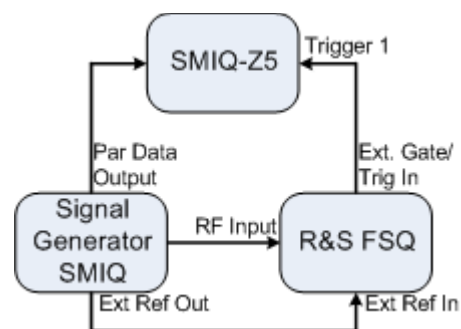 SMIQ-Z5
Trigger 1
Par Data
Output
Ext. Gate/
Trig In
Signal
Generator
SMIQ
RF Input
R&S FSQ
Ext Ref Out
Ext Ref In